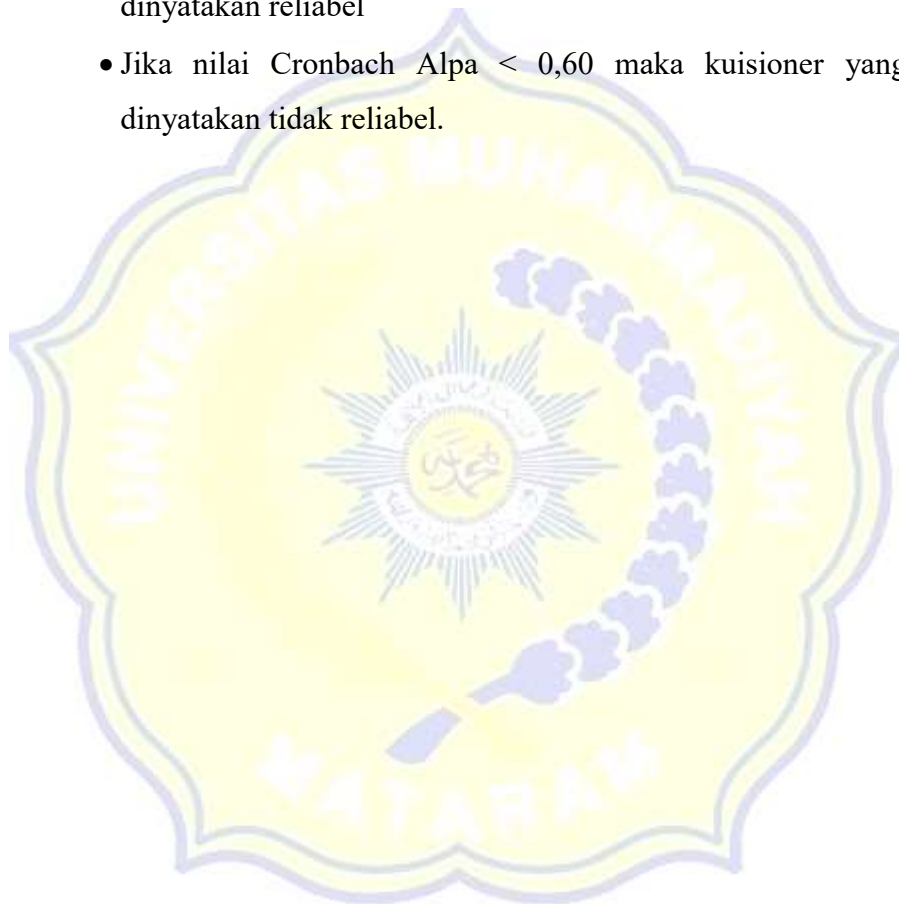 dinyatakan reliabel
• Jika nilai Cronbach Alpa < 0,60 maka kuisioner yang
dinyatakan tidak reliabel.
UNIVERSITAS MUHAMMADIYAH
MATARAM